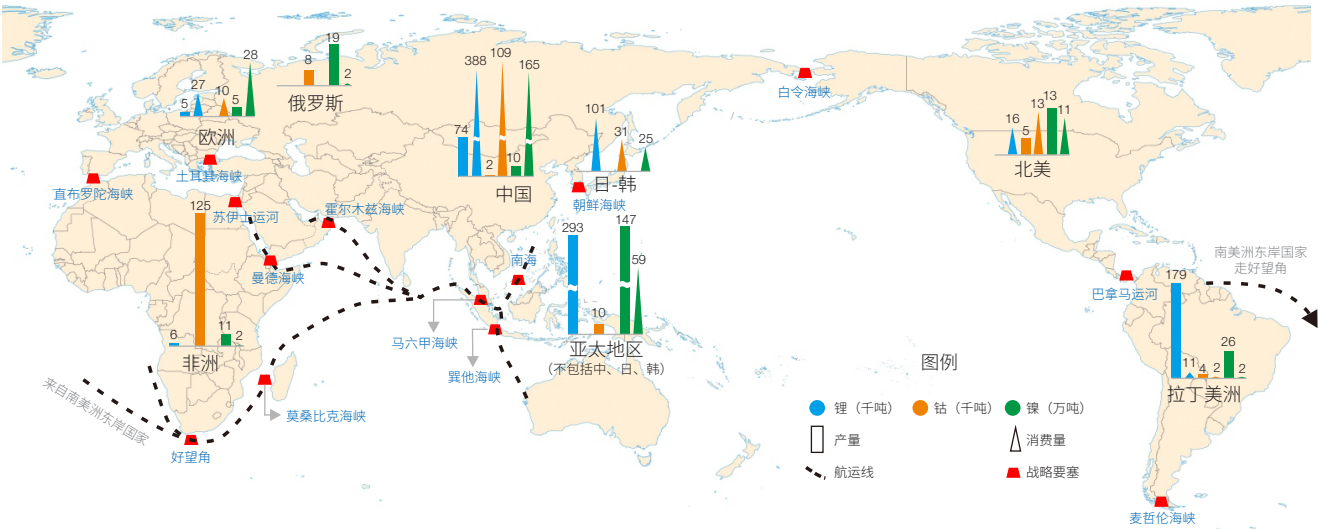 19
8
2
俄罗斯
28
27
10
5
5
欧洲
388
109
165
74
2
10
中国
101
31
25
日-韩
白令海峡
16
5
13
13
11
北美
直布罗陀海峡
土耳其海峡
苏伊士运河
霍尔木兹海峡
朝鲜海峡
曼德海峡
南海
125
6
11
2
非洲
293
10
147
59
亚太地区
（不包括中、日、韩）
马六甲海峡
巽他海峡
莫桑比克海峡
好望角
来自南美洲东岸国家
南美洲东岸国家
走好望角
巴拿马运河
179
11
4
2
26
2
拉丁美洲
麦哲伦海峡
图例
锂（千吨）
钴（千吨）
镍（万吨）
产量
消费量
航运线
战略要塞